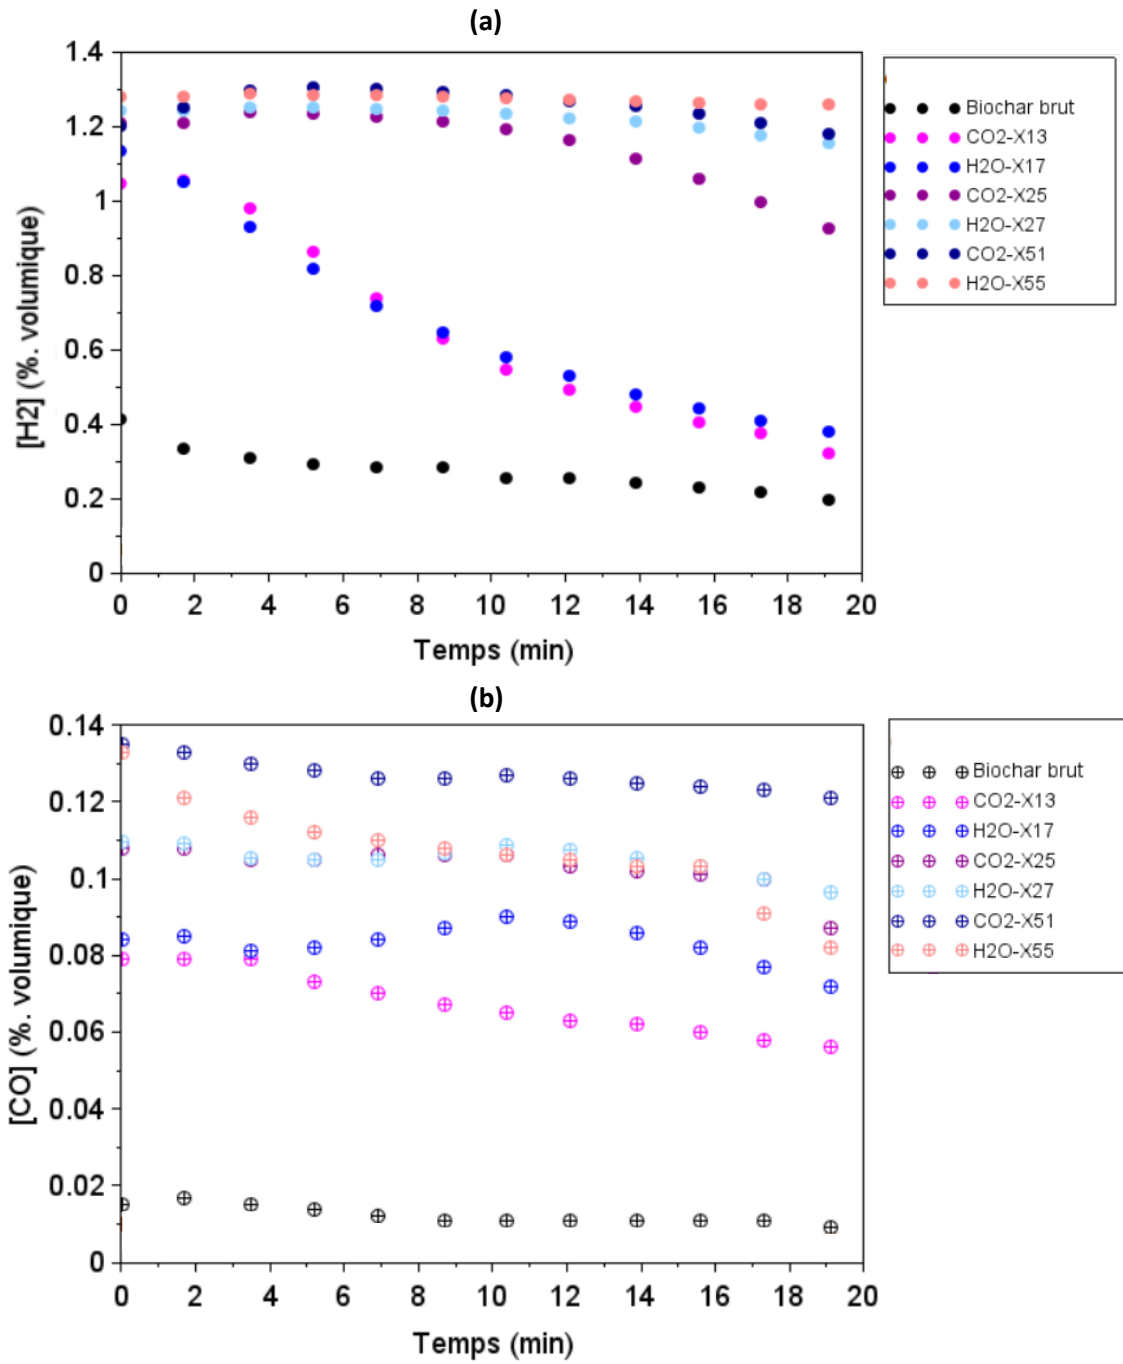 (a)
[H2] (%. volumique)
1.4
1.2
1
0.8
0.6
0.4
0.2
0
0 2 4 6 8 10 12 14 16 18 20
Temps (min)
Biochar brut
CO2-X13
H2O-X17
CO2-X25
H2O-X27
CO2-X51
H2O-X55
(b)
[CO] (%. volumique)
0.14
0.12
0.1
0.08
0.06
0.04
0.02
0
0 2 4 6 8 10 12 14 16 18 20
Temps (min)
Biochar brut
CO2-X13
H2O-X17
CO2-X25
H2O-X27
CO2-X51
H2O-X55